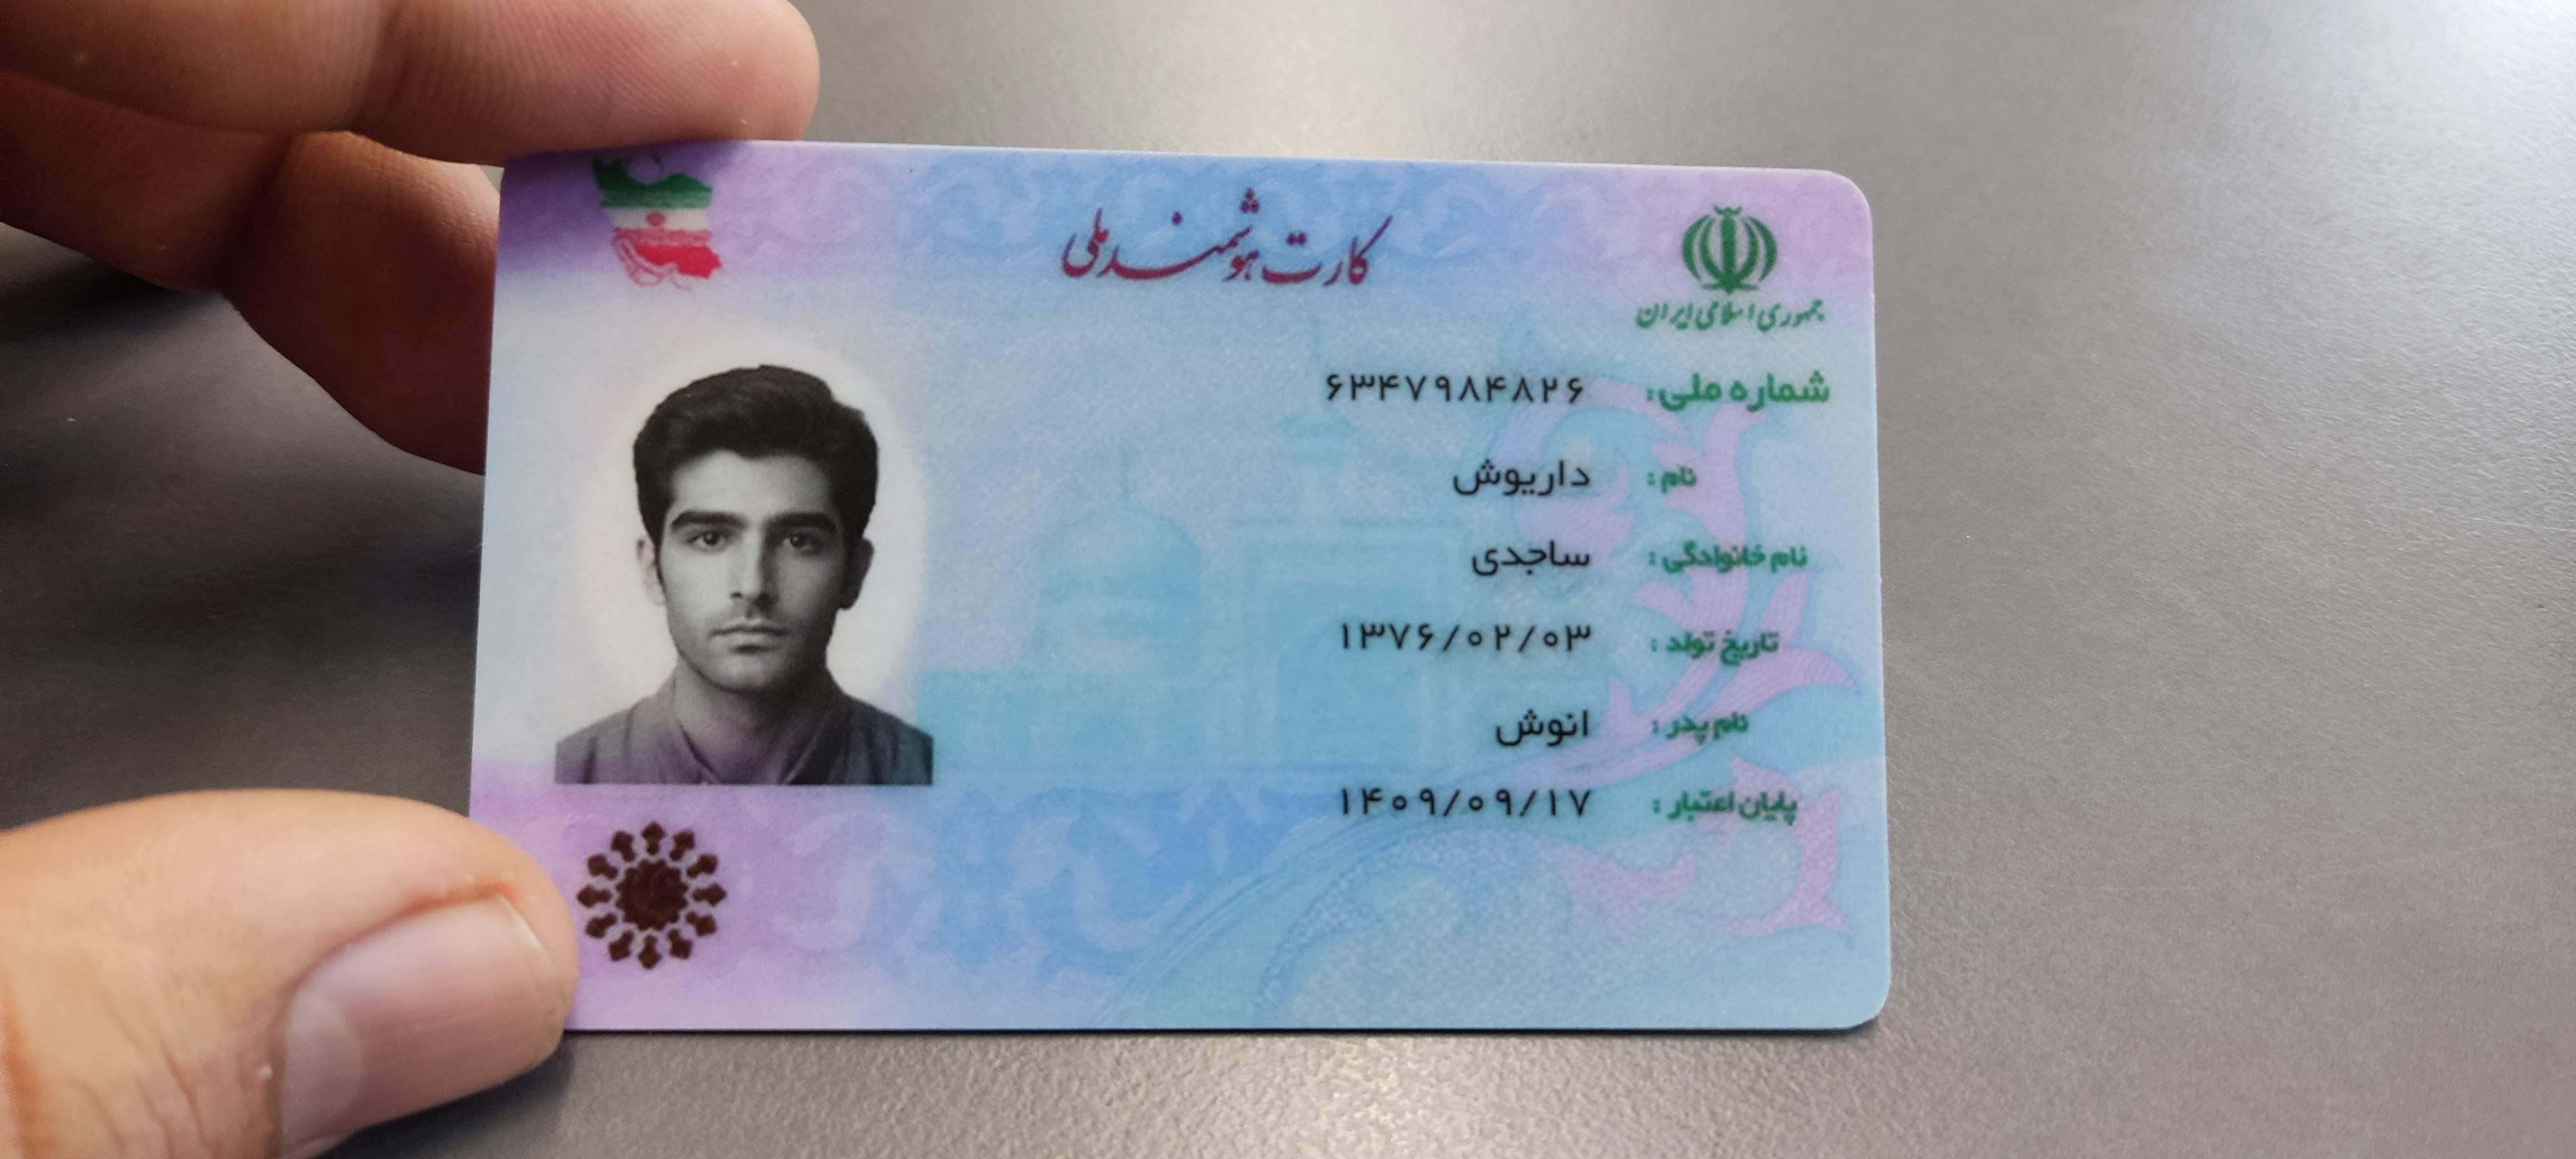 کارت هوشمند ملی
جمهوری اسلامی ایران
شماره ملی: ۶۳۴۷۹۸۴۸۲۶
نام : داریوش
نام خانوادگی : ساجدی
تاریخ تولد : ۱۳۷۶/۰۲/۰۳
نام پدر : انوش
پایان اعتبار : ۱۴۰۹/۰۹/۱۷